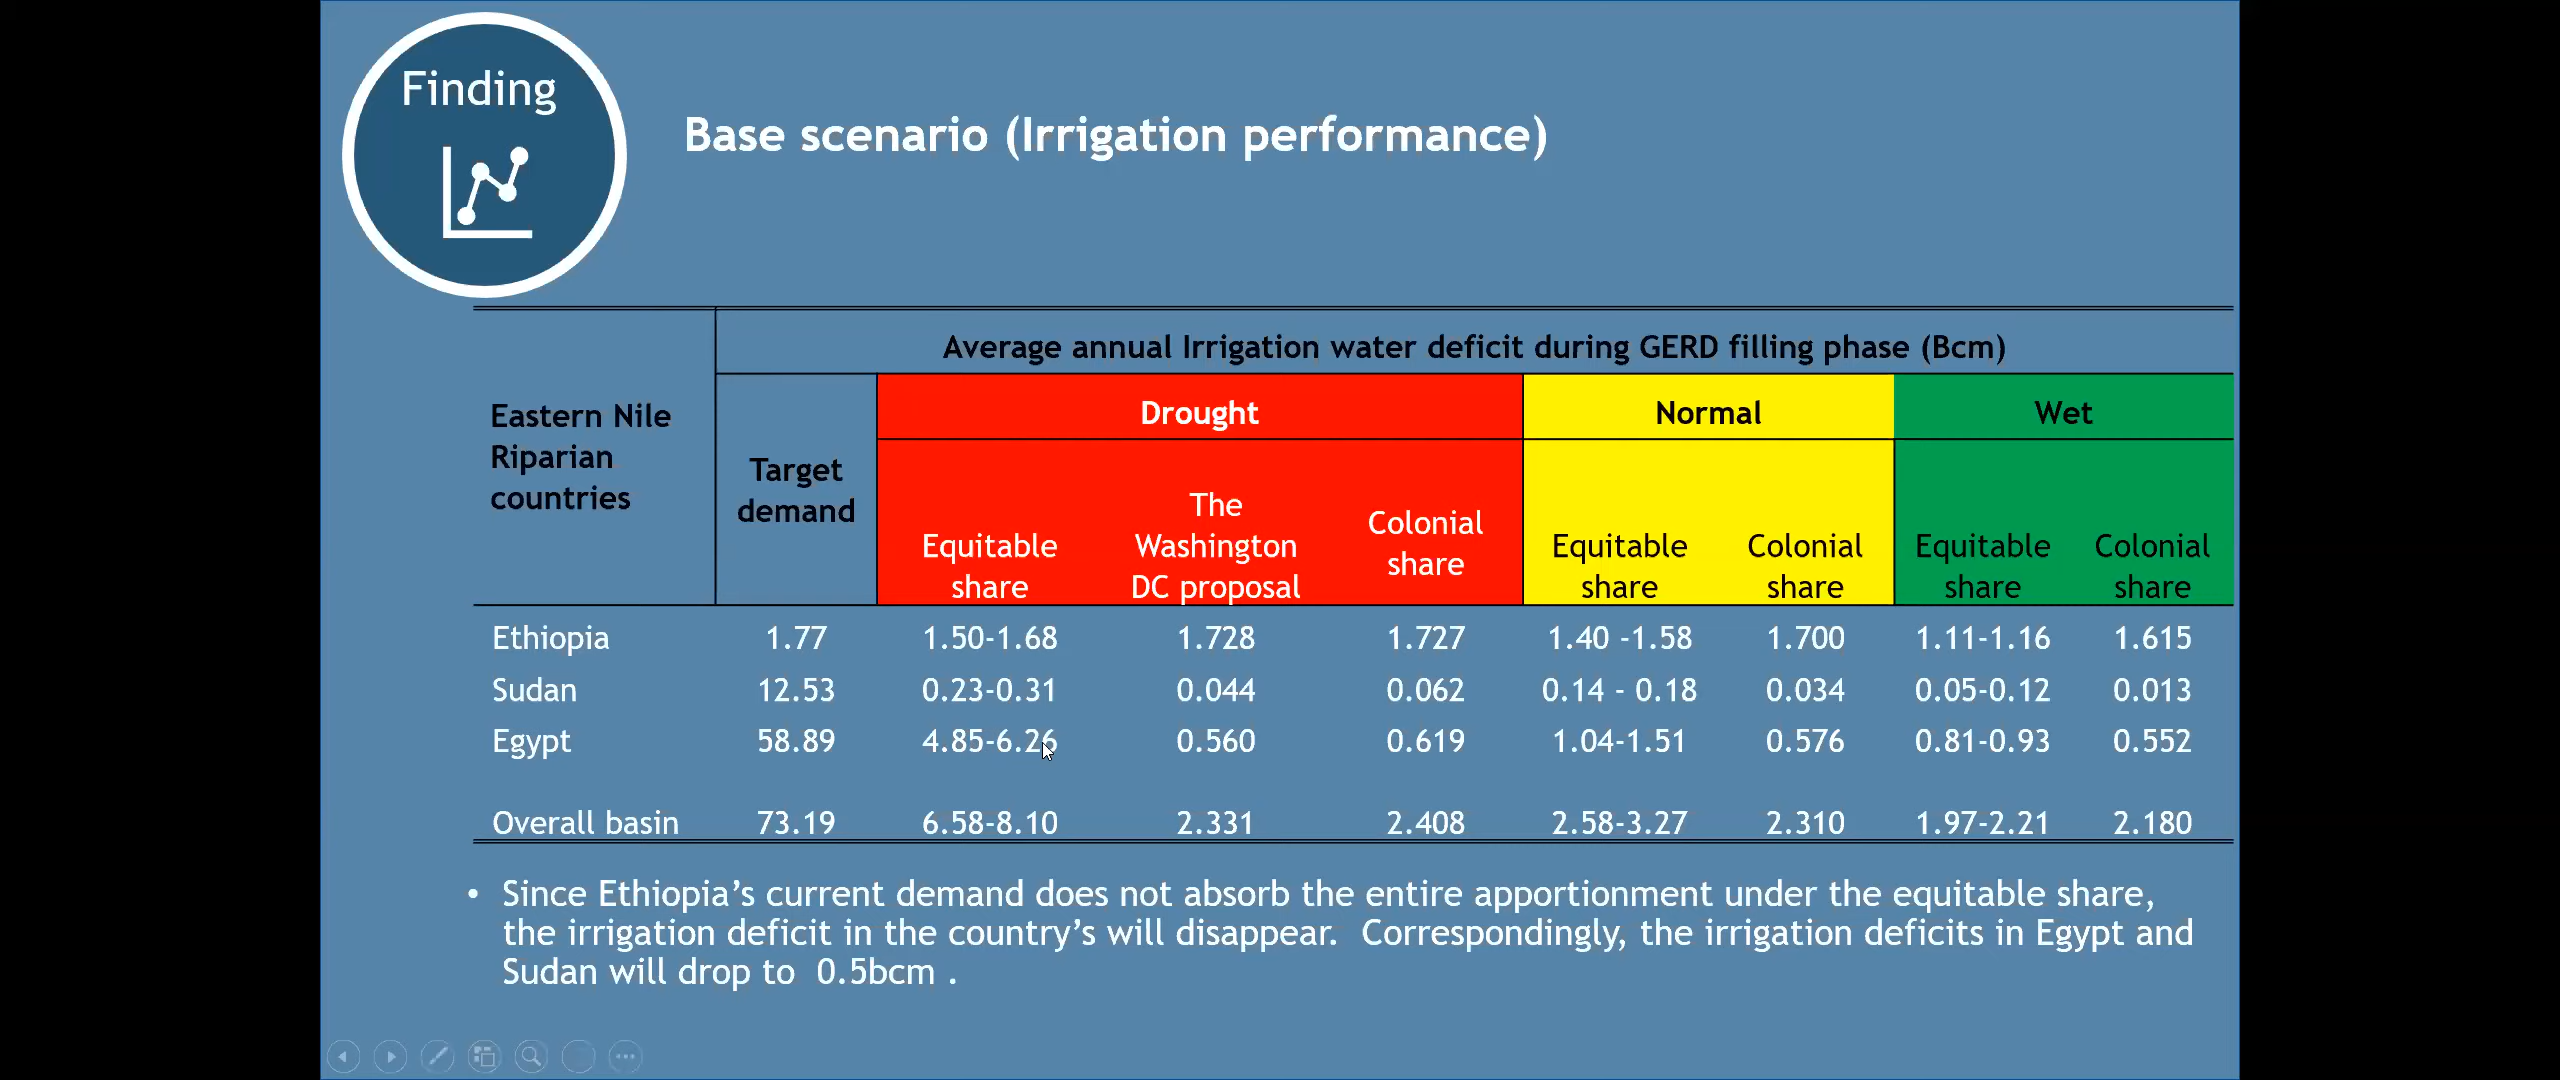 Finding
Base scenario (Irrigation performance)
Average annual Irrigation water deficit during GERD filling phase (Bcm)
Eastern Nile
Riparian
countries
Target
demand
Drought
Normal
Wet
Equitable
share
The
Washington
DC proposal
Colonial
share
Equitable
share
Colonial
share
Equitable
share
Colonial
share
Ethiopia 1.77 1.50-1.68 1.728 1.727 1.40 -1.58 1.700 1.11-1.16 1.615
Sudan 12.53 0.23-0.31 0.044 0.062 0.14 - 0.18 0.034 0.05-0.12 0.013
Egypt 58.89 4.85-6.26 0.560 0.619 1.04-1.51 0.576 0.81-0.93 0.552
Overall basin 73.19 6.58-8.10 2.331 2.408 2.58-3.27 2.310 1.97-2.21 2.180
• Since Ethiopia’s current demand does not absorb the entire apportionment under the equitable share,
the irrigation deficit in the country’s will disappear.  Correspondingly, the irrigation deficits in Egypt and
Sudan will drop to  0.5bcm .